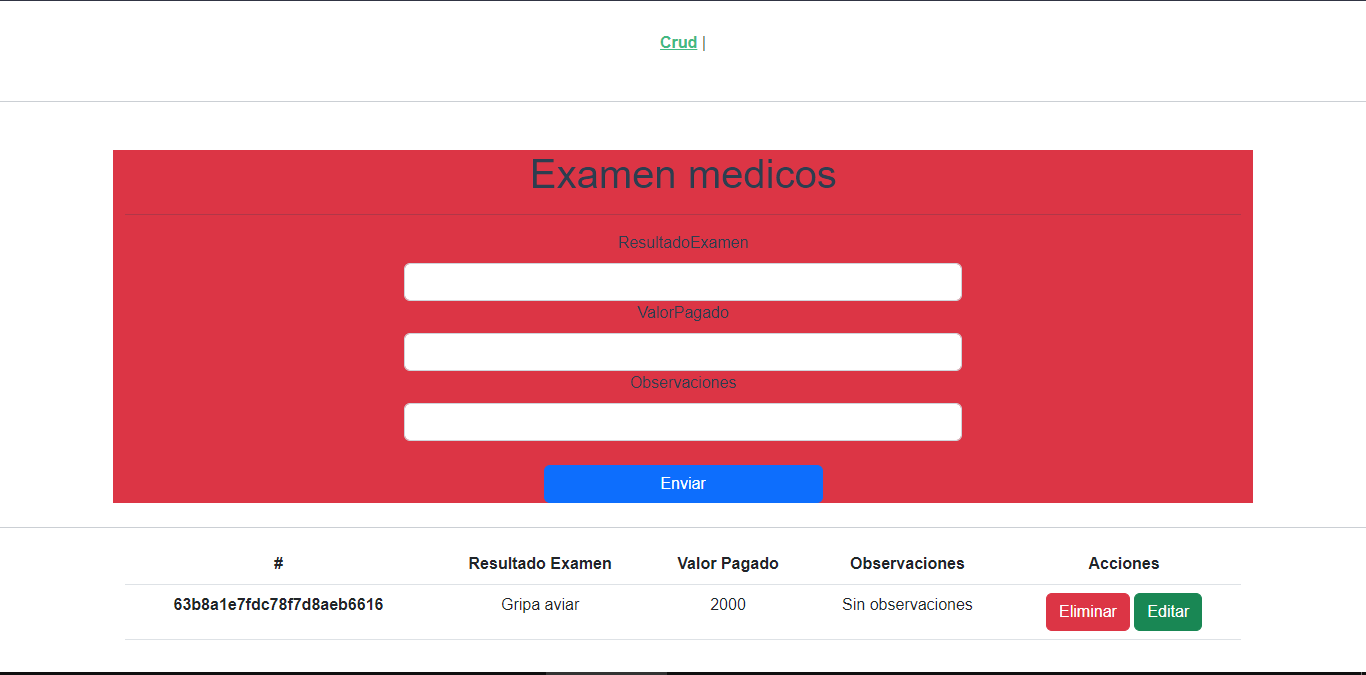 Crud |
Examen medicos
ResultadoExamen
ValorPagado
Observaciones
Enviar
# Resultado Examen Valor Pagado Observaciones Acciones
63b8a1e7fdc78f7d8aeb6616 Gripa aviar 2000 Sin observaciones Eliminar Editar